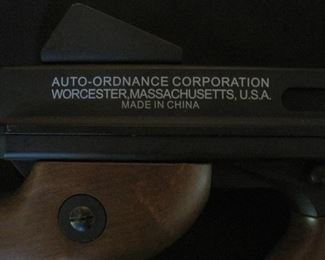 AUTO-ORDNANCE CORPORATION
WORCESTER,MASSACHUSETTS, U.S.A.
MADE IN CHINA